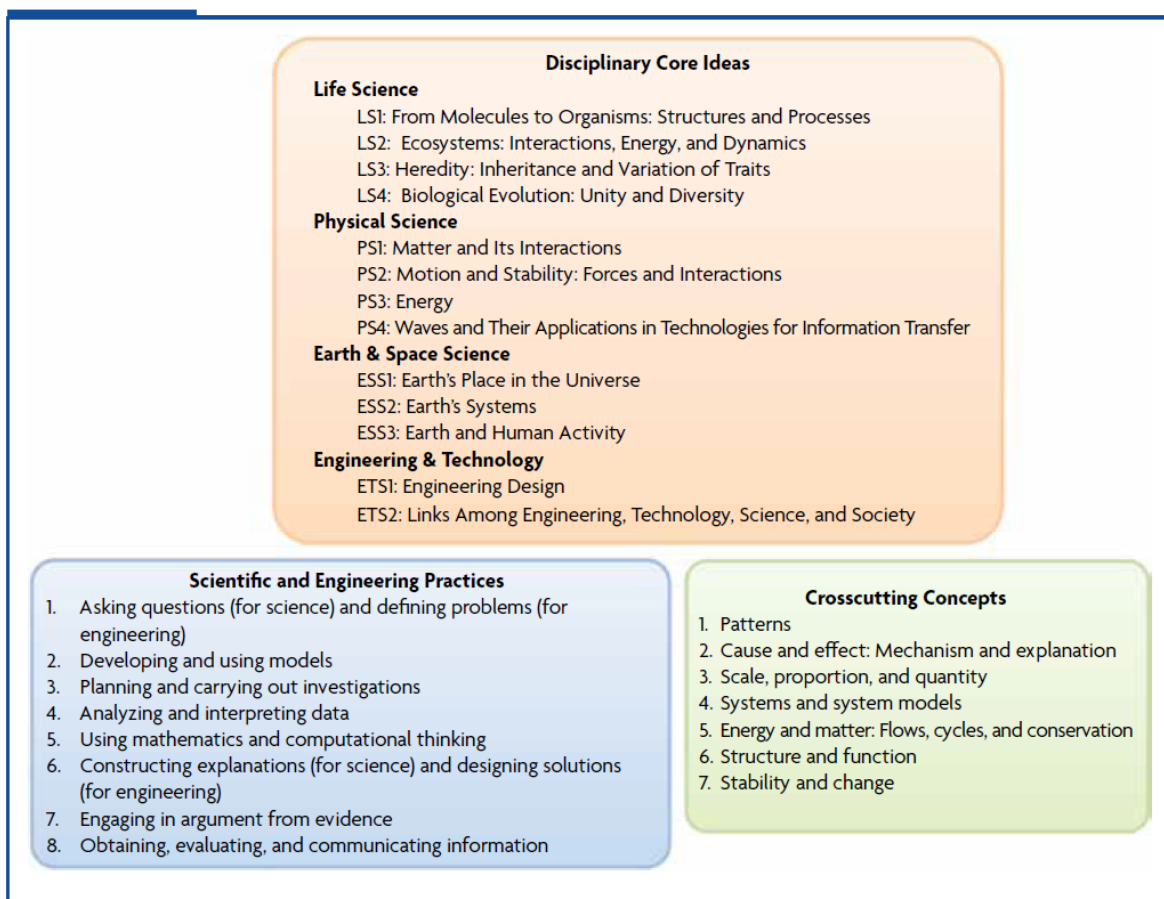 Disciplinary Core Ideas
Life Science
LS1: From Molecules to Organisms: Structures and Processes
LS2: Ecosystems: Interactions, Energy, and Dynamics
LS3: Heredity: Inheritance and Variation of Traits
LS4: Biological Evolution: Unity and Diversity
Physical Science
PS1: Matter and Its Interactions
PS2: Motion and Stability: Forces and Interactions
PS3: Energy
PS4: Waves and Their Applications in Technologies for Information Transfer
Earth & Space Science
ESS1: Earth's Place in the Universe
ESS2: Earth's Systems
ESS3: Earth and Human Activity
Engineering & Technology
ETS1: Engineering Design
ETS2: Links Among Engineering, Technology, Science, and Society
Scientific and Engineering Practices
1. Asking questions (for science) and defining problems (for
engineering)
2. Developing and using models
3. Planning and carrying out investigations
4. Analyzing and interpreting data
5. Using mathematics and computational thinking
6. Constructing explanations (for science) and designing solutions
(for engineering)
7. Engaging in argument from evidence
8. Obtaining, evaluating, and communicating information
Crosscutting Concepts
1. Patterns
2. Cause and effect: Mechanism and explanation
3. Scale, proportion, and quantity
4. Systems and system models
5. Energy and matter: Flows, cycles, and conservation
6. Structure and function
7. Stability and change